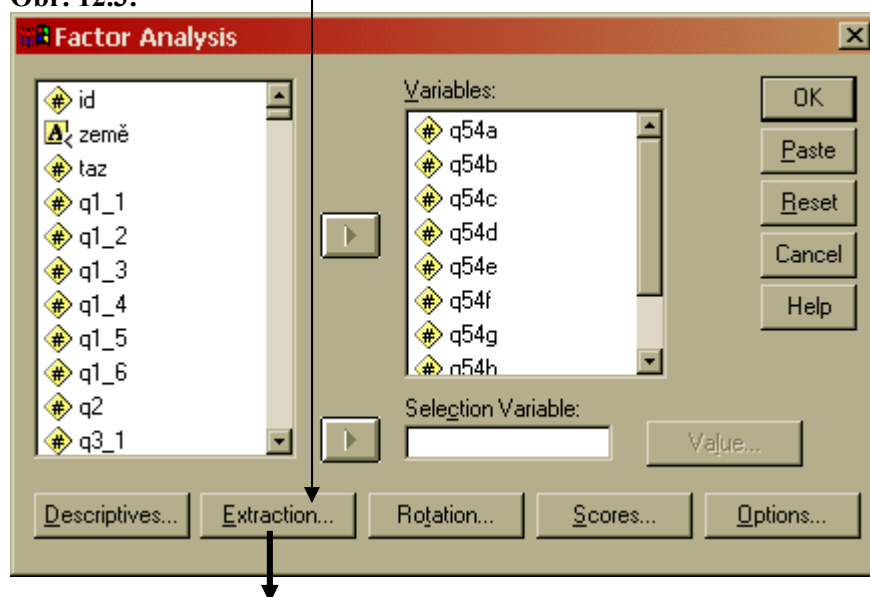 Obr. 12.3:
Factor Analysis
id
země
taz
q1_1
q1_2
q1_3
q1_4
q1_5
q1_6
q2
q3_1
Variables:
q54a
q54b
q54c
q54d
q54e
q54f
q54g
q54h
Selection Variable:
Value...
OK
Paste
Reset
Cancel
Help
Descriptives...
Extraction...
Rotation...
Scores...
Options...